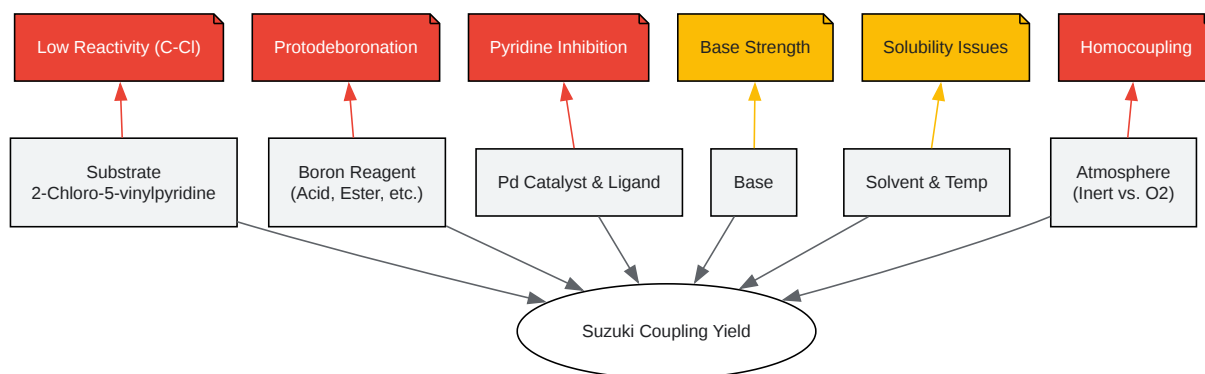 Low Reactivity (C-Cl)
Protodeboronation
Pyridine Inhibition
Base Strength
Solubility Issues
Homocoupling
Substrate
2-Chloro-5-vinylpyridine
Boron Reagent
(Acid, Ester, etc.)
Pd Catalyst & Ligand
Base
Solvent & Temp
Atmosphere
(Inert vs. O2)
Suzuki Coupling Yield